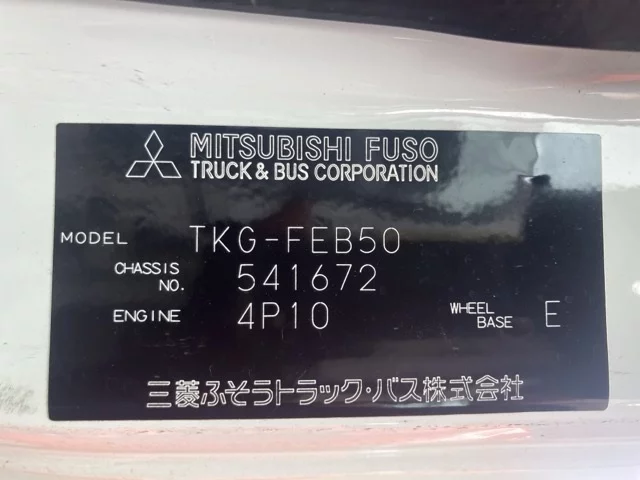 MITSUBISHI FUSO
TRUCK & BUS CORPORATION
MODEL TKG-FEB50
CHASSIS NO. 541672
ENGINE 4P10 WHEEL BASE E
三菱ふそうトラック・バス株式会社